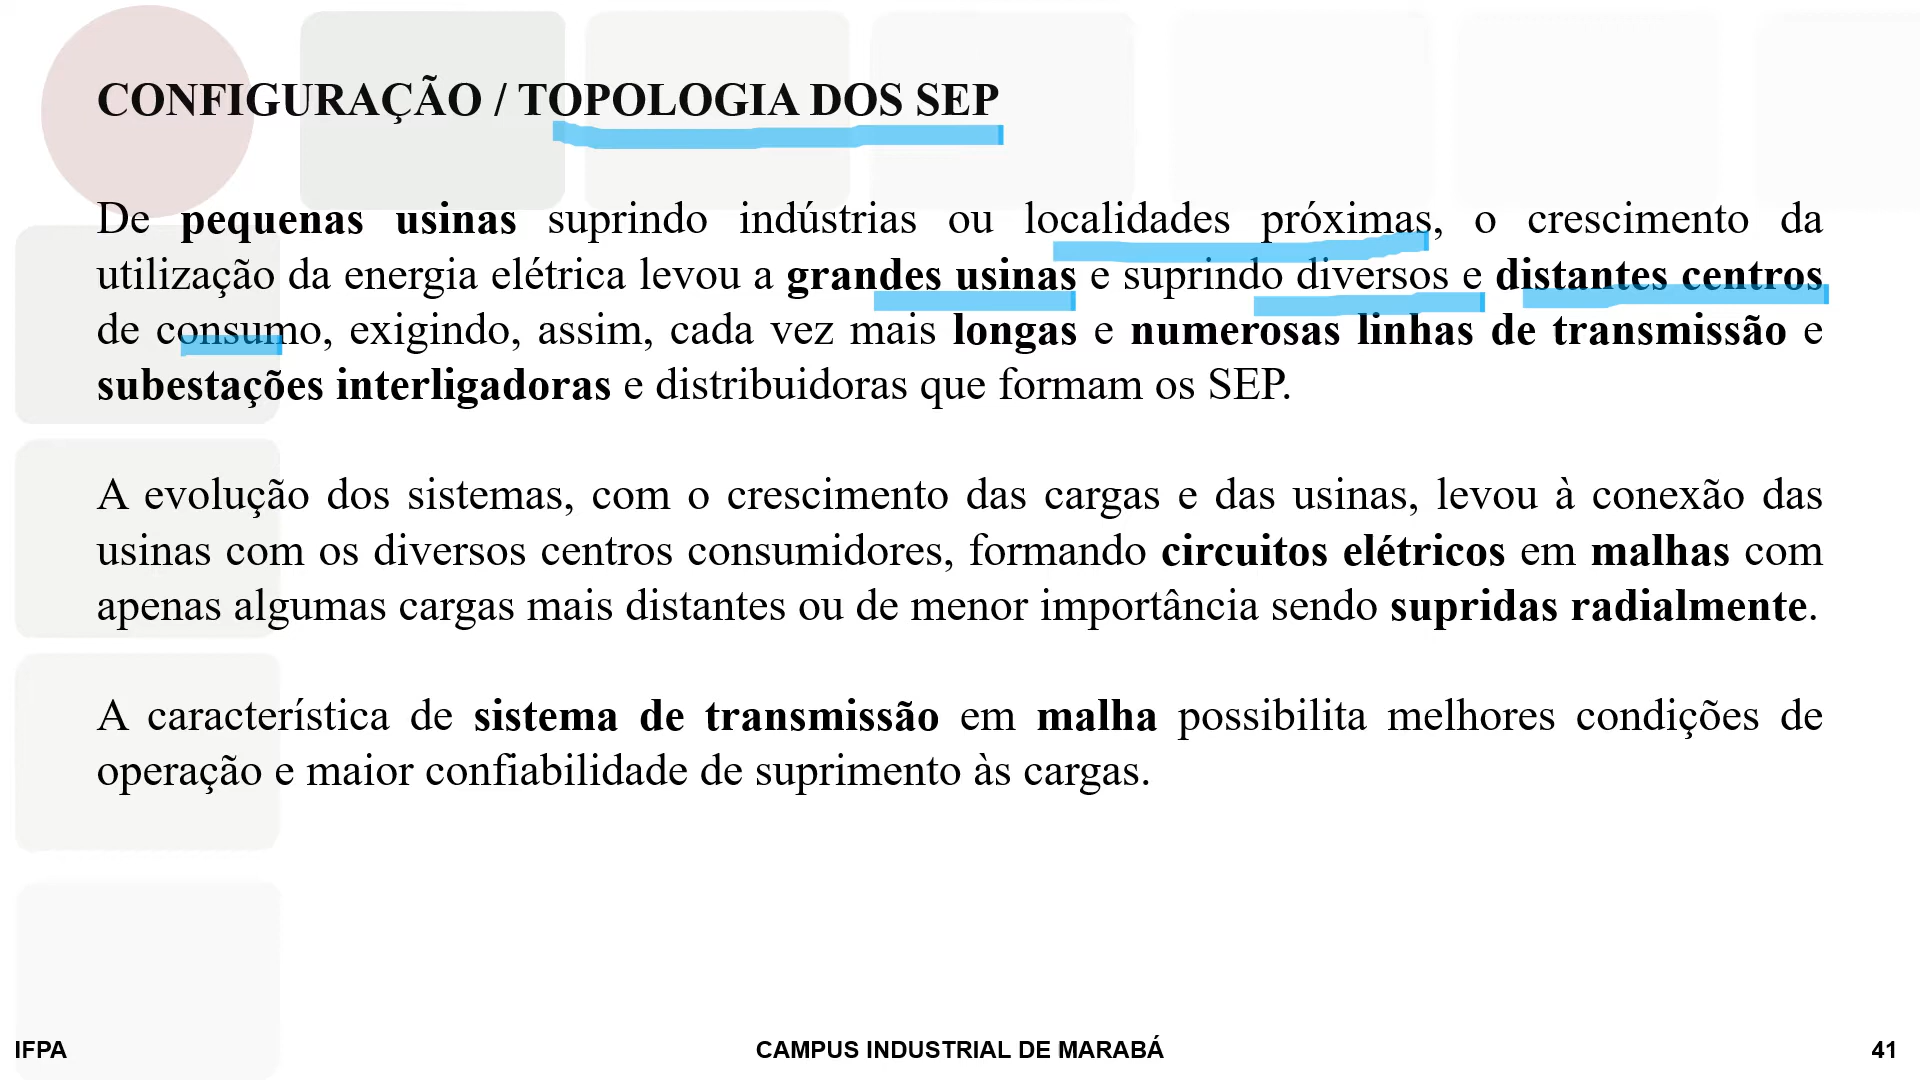 CONFIGURAÇÃO / TOPOLOGIA DOS SEP
De pequenas usinas suprindo indústrias ou localidades próximas, o crescimento da
utilização da energia elétrica levou a grandes usinas e suprindo diversos e distantes centros
de consumo, exigindo, assim, cada vez mais longas e numerosas linhas de transmissão e
subestações interligadoras e distribuidoras que formam os SEP.
A evolução dos sistemas, com o crescimento das cargas e das usinas, levou à conexão das
usinas com os diversos centros consumidores, formando circuitos elétricos em malhas com
apenas algumas cargas mais distantes ou de menor importância sendo supridas radialmente.
A característica de sistema de transmissão em malha possibilita melhores condições de
operação e maior confiabilidade de suprimento às cargas.
IFPA
CAMPUS INDUSTRIAL DE MARABÁ
41